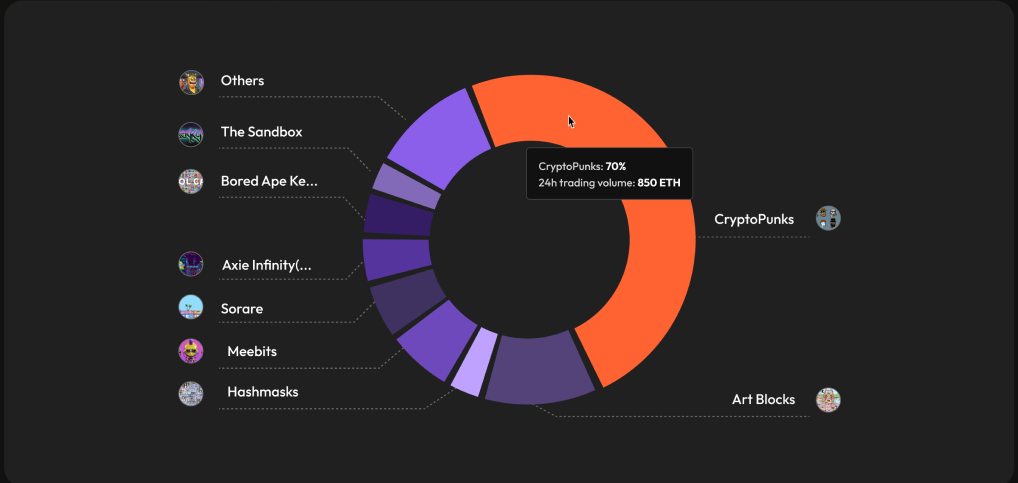 Others
The Sandbox
Bored Ape Ke...
Axie Infinity(...
Sorare
Meebits
Hashmasks
CryptoPunks: 70%
24h trading volume: 850 ETH
CryptoPunks
Art Blocks